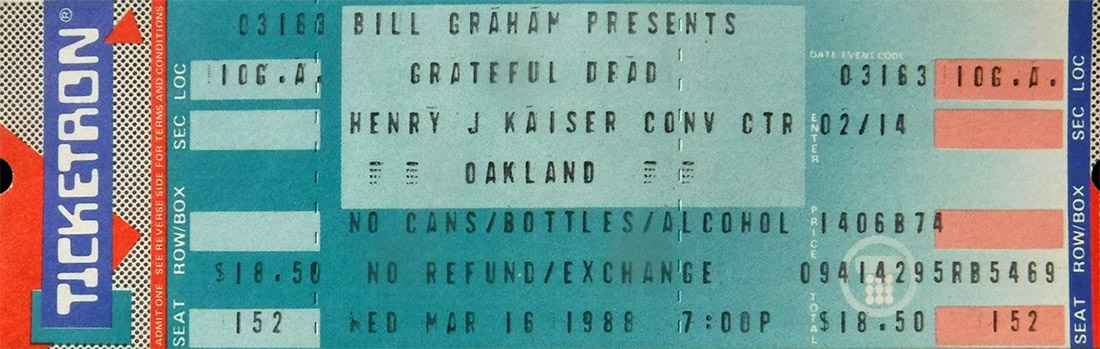 TICKETRON®
ADMIT ONE SEE REVERSE SIDE FOR TERMS AND CONDITIONS
03163 BILL GRAHAM PRESENTS
DATE EVENT CODE
SEC LOC 10G.A. GRATEFUL DEAD 03163 10G.A. SEC LOC
HENRY J KAISER CONV CTR ENTER 02/14
OAKLAND
ROW/BOX NO CANS/BOTTLES/ALCOHOL PRICE 1406B74 ROW/BOX
$18.50 NO REFUND/EXCHANGE 09414295RB5469
SEAT 152 WED MAR 16 1988 7:00P TOTAL $18.50 152 SEAT